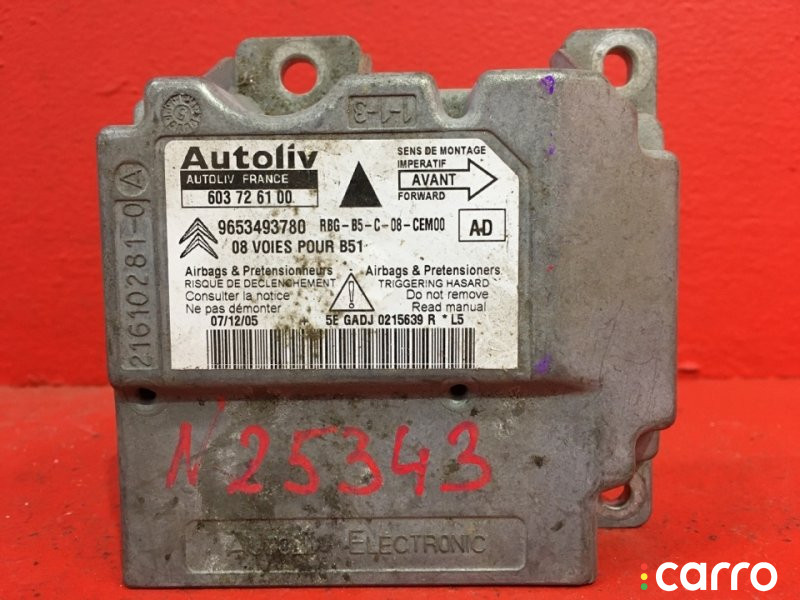 1-1-3
Autoliv
AUTOLIV FRANCE
603 72 61 00
SENS DE MONTAGE
IMPERATIF
AVANT
FORWARD
9653493780 RBG-B5-C-08-CEM00
AD
08 VOIES POUR B51
Airbags & Pretensionneurs
RISQUE DE DECLENCHEMENT
Consulter la notice
Ne pas démonter
Airbags & Pretensioners
TRIGGERING HASARD
Do not remove
Read manual
07/12/05 5E GADJ 0215639 R * L5
21610281-0 A
N25343
AUTOLIV ELECTRONIC
carro